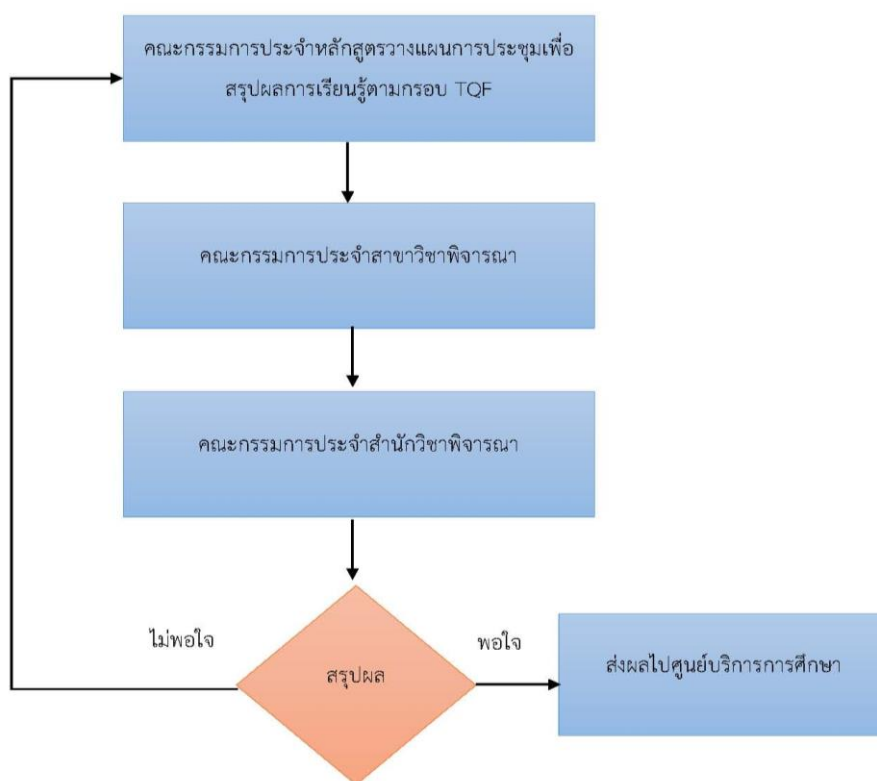 คณะกรรมการประจำหลักสูตรวางแผนการประชุมเพื่อ
สรุปผลการเรียนรู้ตามกรอบ TQF
คณะกรรมการประจำสาขาวิชาพิจารณา
คณะกรรมการประจำสำนักวิชาพิจารณา
ไม่พอใจ
พอใจ
สรุปผล
ส่งผลไปศูนย์บริการการศึกษา